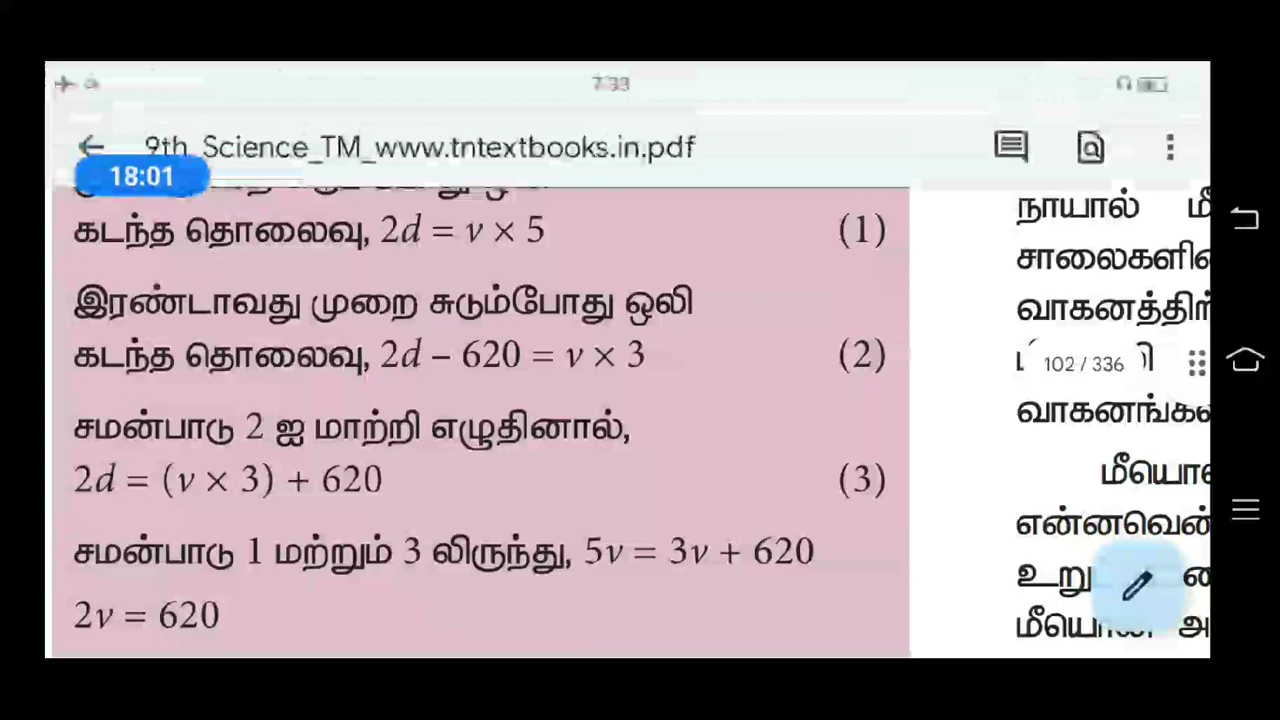 7:33
9th_Science_TM_www.tntextbooks.in.pdf
18:01
கடந்த தொலைவு, 2d = v × 5 (1)
இரண்டாவது முறை சுடும்போது ஒலி
கடந்த தொலைவு, 2d – 620 = v × 3 (2)
சமன்பாடு 2 ஐ மாற்றி எழுதினால்,
2d = (v × 3) + 620 (3)
சமன்பாடு 1 மற்றும் 3 லிருந்து, 5v = 3v + 620
2v = 620
நாயால் மீ
சாலைகளின
வாகனத்திற்
102 / 336
வாகனங்க
மீயொ
என்னவென்
உறு